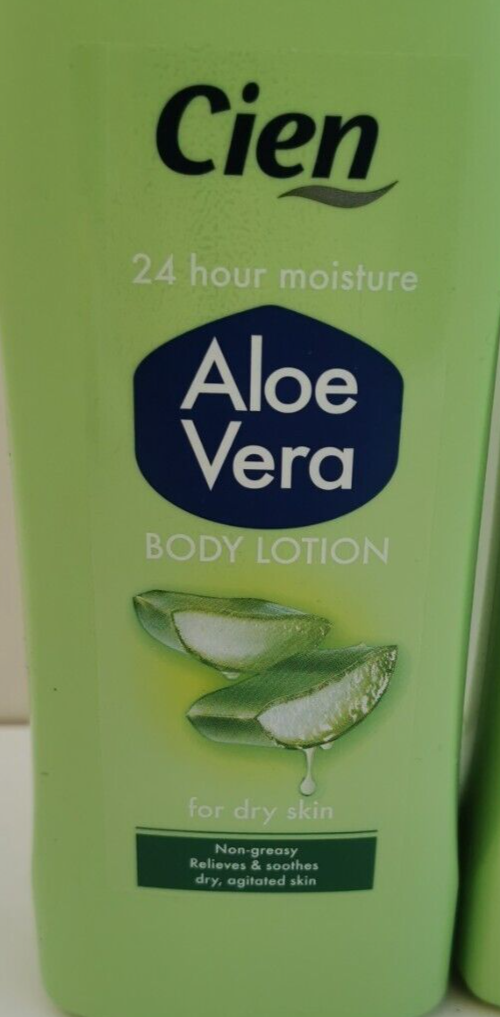 Cien
24 hour moisture
Aloe
Vera
BODY LOTION
for dry skin
Non-greasy
Relieves & soothes
dry, agitated skin